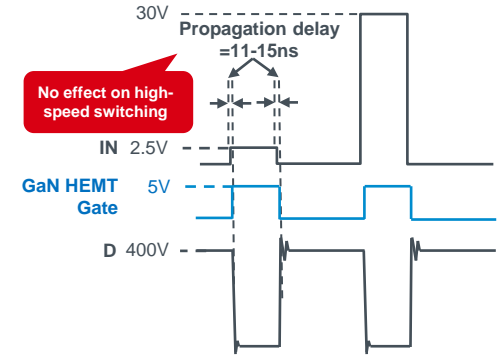 30V
Propagation delay
=11-15ns
No effect on high-
speed switching
IN 2.5V
GaN HEMT 5V
Gate
D 400V